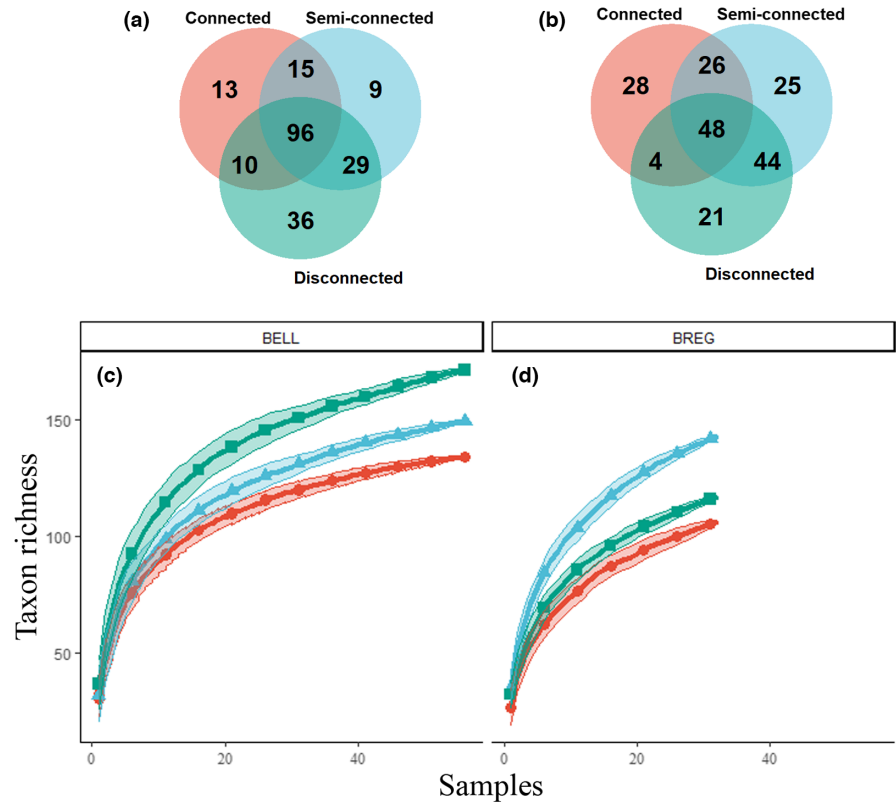 (a) Connected Semi-connected
15
13 9
96
10 29
36
Disconnected
(b) Connected Semi-connected
26
28 25
48
4 44
21
Disconnected
BELL
BREG
(c)
(d)
150
100
50
Taxon richness
0 20 40
0 20 40
Samples